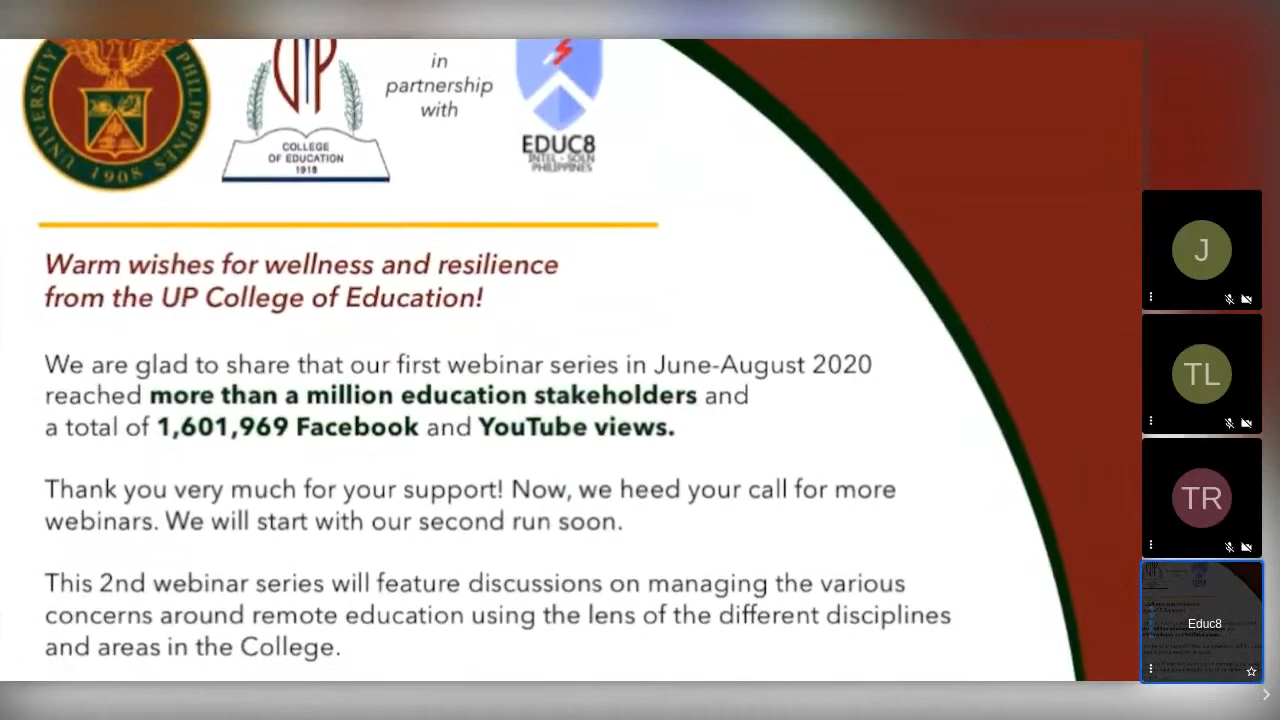 UNIVERSITY
PHILIPPINES
1908
UP
COLLEGE
OF EDUCATION
1918
in
partnership
with
EDUC8
INTEL - SOLN
PHILIPPINES
Warm wishes for wellness and resilience
from the UP College of Education!
We are glad to share that our first webinar series in June-August 2020
reached more than a million education stakeholders and
a total of 1,601,969 Facebook and YouTube views.
Thank you very much for your support! Now, we heed your call for more
webinars. We will start with our second run soon.
This 2nd webinar series will feature discussions on managing the various
concerns around remote education using the lens of the different disciplines
and areas in the College.
J
TL
TR
Educ8